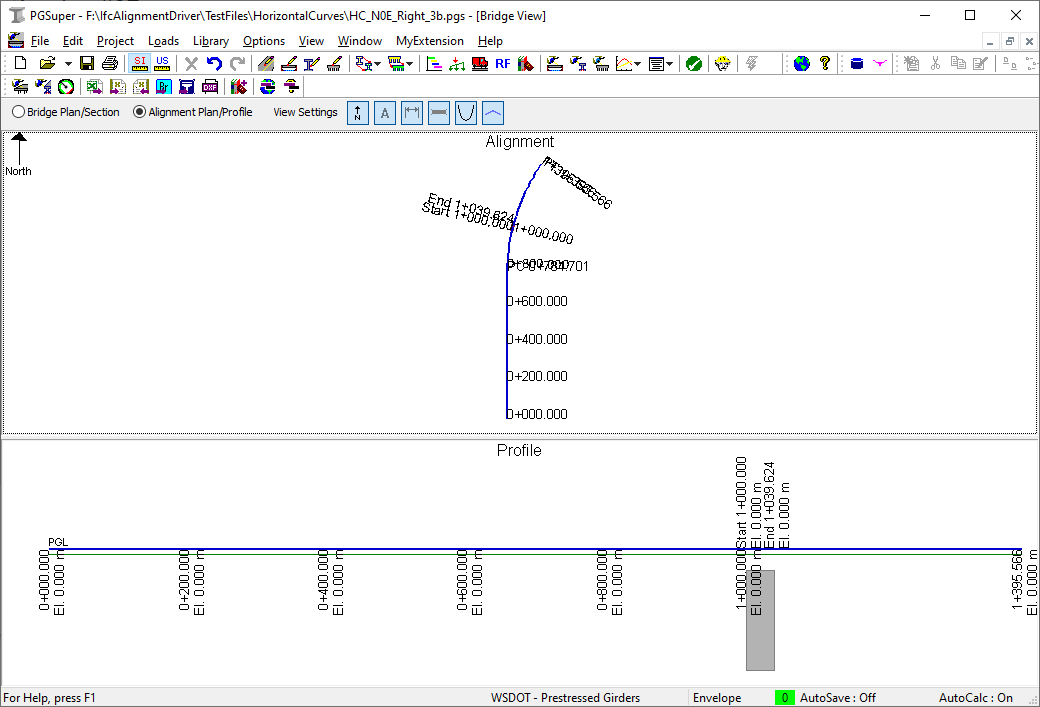 PGSuper - F:\IfcAlignmentDriver\TestFiles\HorizontalCurves\HC_N0E_Right_3b.pgs - [Bridge View]
File Edit Project Loads Library Options View Window MyExtension Help
SI US RF
DXF
Bridge Plan/Section Alignment Plan/Profile View Settings N A
Alignment
North
End 1+039.624
Start 1+000.000
1+000.000
0+800.000
PC 0+784.701
0+600.000
0+400.000
0+200.000
0+000.000
Profile
PGL
0+000.000
El. 0.000 m
0+200.000
El. 0.000 m
0+400.000
El. 0.000 m
0+600.000
El. 0.000 m
0+800.000
El. 0.000 m
Start 1+000.000
El. 0.000 m
End 1+039.624
El. 0.000 m
1+000.000
El. 0.000 m
1+395.566
El. 0.000 m
For Help, press F1 WSDOT - Prestressed Girders Envelope 0 AutoSave : Off AutoCalc : On